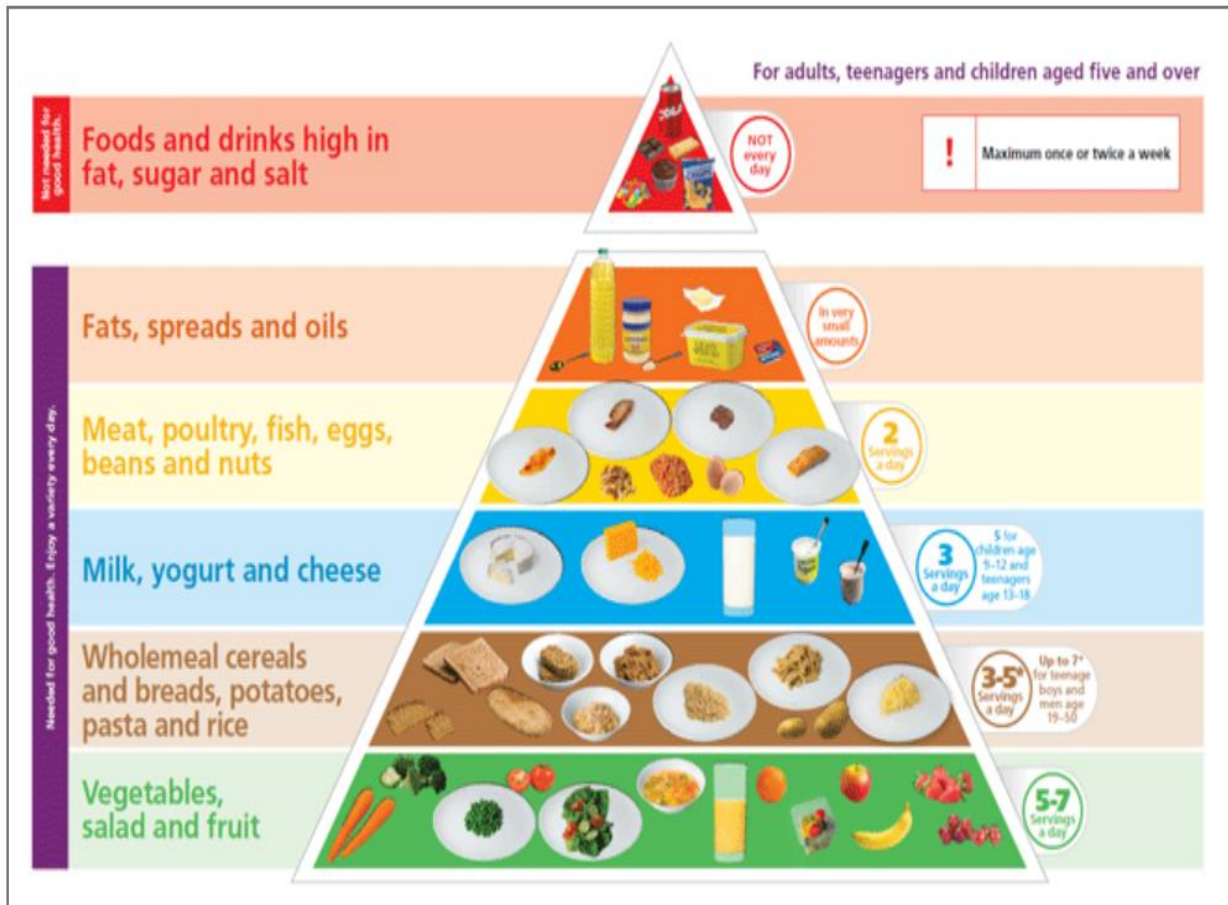 For adults, teenagers and children aged five and over
Not needed for
good health.
Foods and drinks high in
fat, sugar and salt
NOT
every
day
!
Maximum once or twice a week
Needed for good health. Enjoy a variety every day.
Fats, spreads and oils
In very
small
amounts
Meat, poultry, fish, eggs,
beans and nuts
2
Servings
a day
Milk, yogurt and cheese
3
Servings
a day
5 for
children age
9–12 and
teenagers
age 13–18
Wholemeal cereals
and breads, potatoes,
pasta and rice
3-5*
Servings
a day
Up to 7*
for teenage
boys and
men age
19–50
Vegetables,
salad and fruit
5-7
Servings
a day